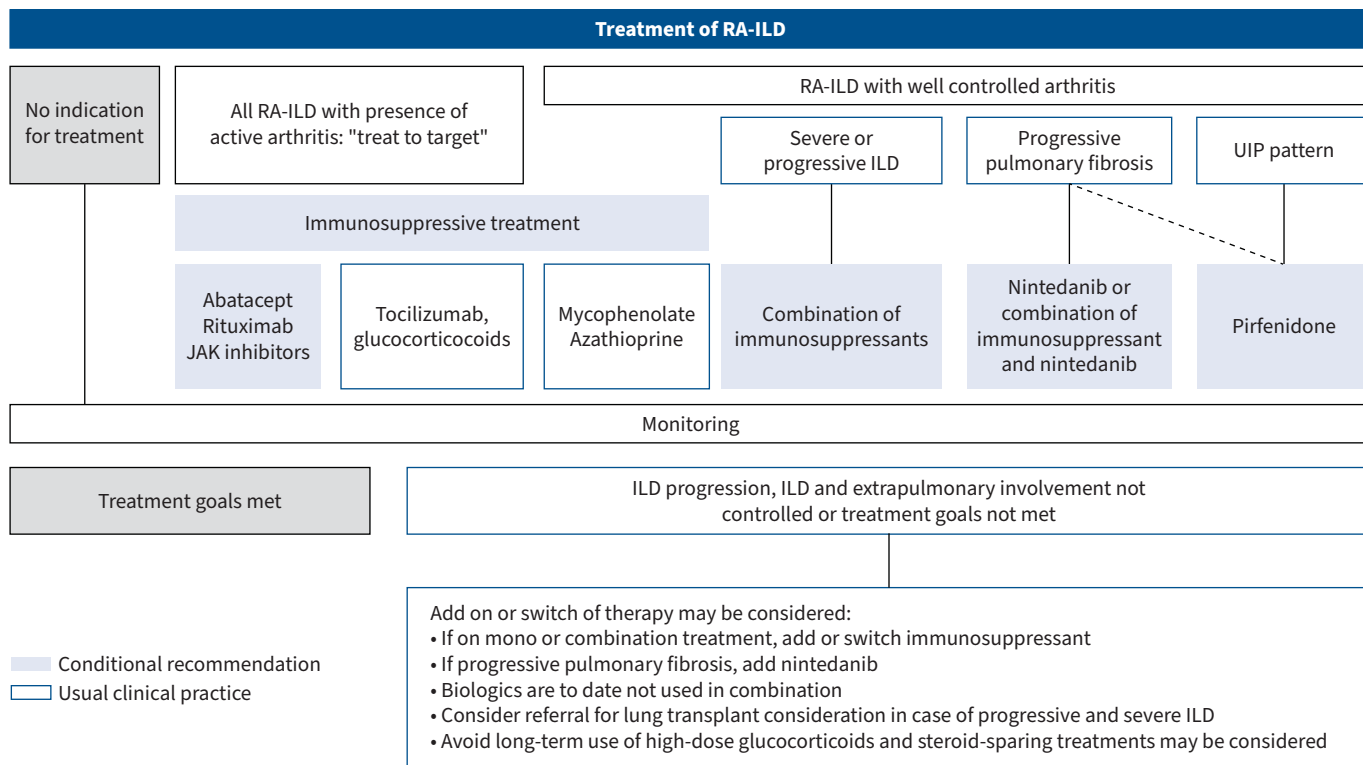 Treatment of RA-ILD
No indication
for treatment
All RA-ILD with presence of
active arthritis: "treat to target"
RA-ILD with well controlled arthritis
Severe or
progressive ILD
Progressive
pulmonary fibrosis
UIP pattern
Immunosuppressive treatment
Abatacept
Rituximab
JAK inhibitors
Tocilizumab,
glucocorticocoids
Mycophenolate
Azathioprine
Combination of
immunosuppressants
Nintedanib or
combination of
immunosuppressant
and nintedanib
Pirfenidone
Monitoring
Treatment goals met
ILD progression, ILD and extrapulmonary involvement not
controlled or treatment goals not met
Add on or switch of therapy may be considered:
• If on mono or combination treatment, add or switch immunosuppressant
• If progressive pulmonary fibrosis, add nintedanib
• Biologics are to date not used in combination
• Consider referral for lung transplant consideration in case of progressive and severe ILD
• Avoid long-term use of high-dose glucocorticoids and steroid-sparing treatments may be considered
Conditional recommendation
Usual clinical practice